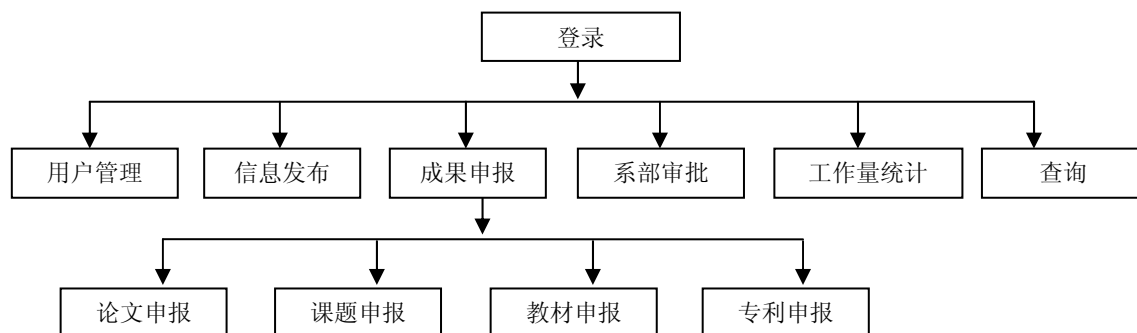 登录
用户管理
信息发布
成果申报
系部审批
工作量统计
查询
论文申报
课题申报
教材申报
专利申报